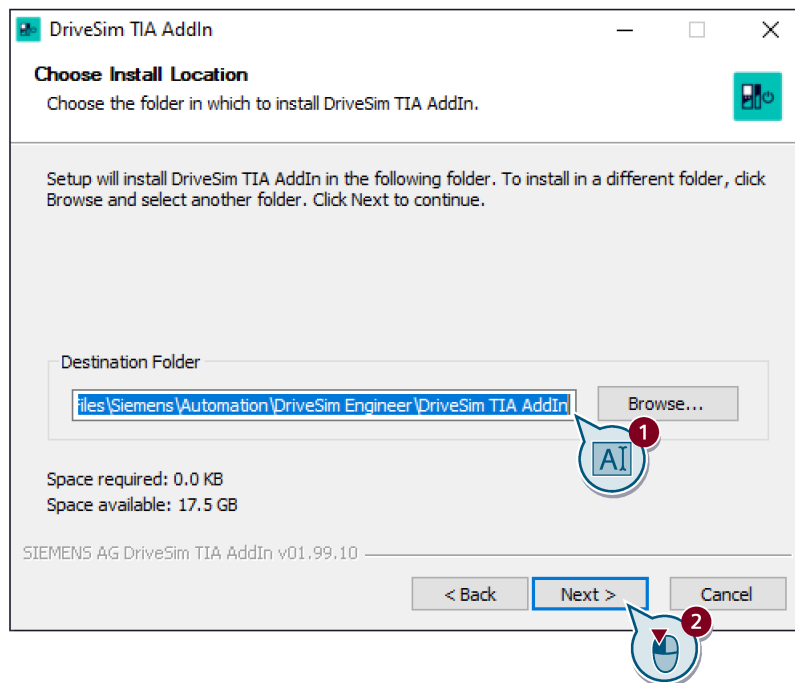 DriveSim TIA AddIn
Choose Install Location
Choose the folder in which to install DriveSim TIA AddIn.
Setup will install DriveSim TIA AddIn in the following folder. To install in a different folder, click
Browse and select another folder. Click Next to continue.
Destination Folder
iles\Siemens\Automation\DriveSim Engineer\DriveSim TIA AddIn
Browse...
1
A
Space required: 0.0 KB
Space available: 17.5 GB
SIEMENS AG DriveSim TIA AddIn v01.99.10
< Back
Next >
Cancel
2